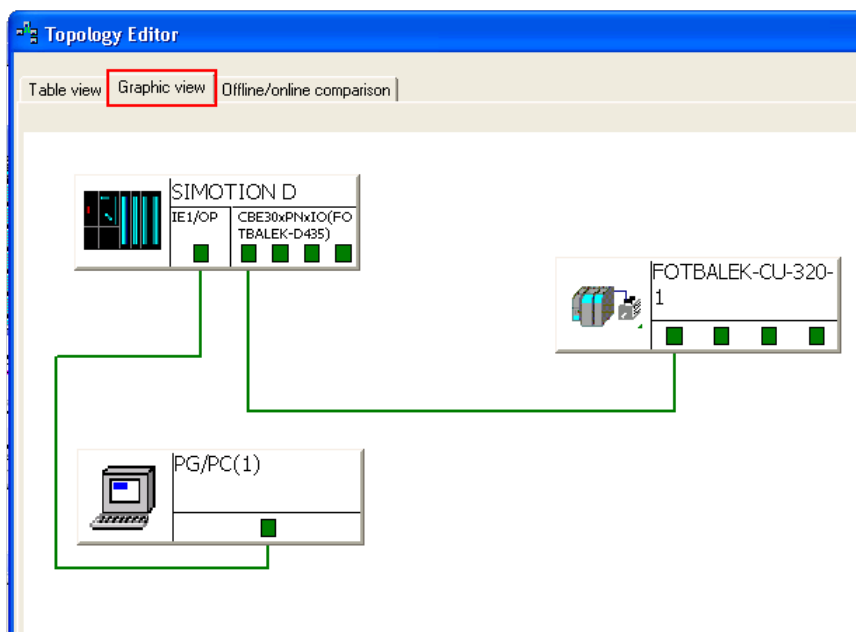 Topology Editor
Table view Graphic view Offline/online comparison
SIMOTION D
IE1/OP CBE30xPNxIO(FO
TBALEK-D435)
FOTBALEK-CU-320-
1
PG/PC(1)